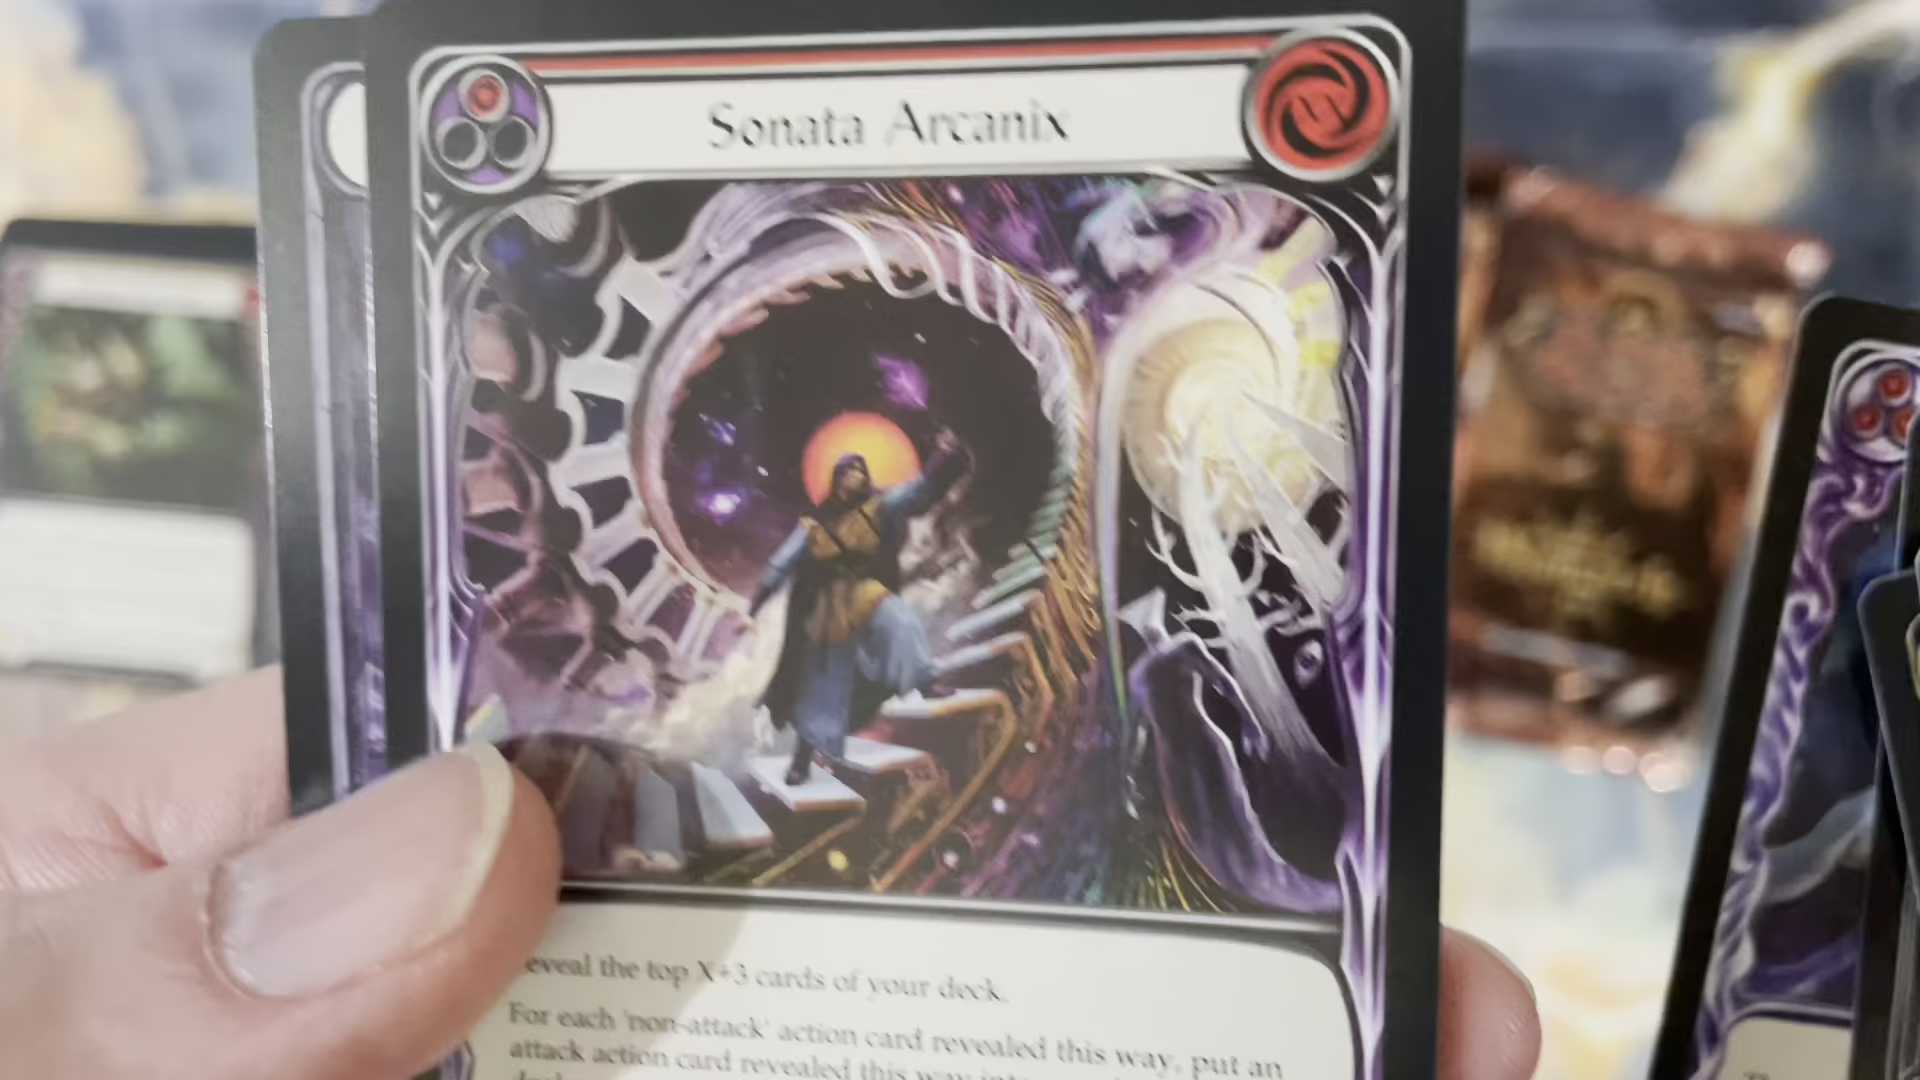 Sonata Arcanix
eveal the top X+3 cards of your deck.
For each 'non-attack' action card revealed this way, put an
attack action card revealed this way